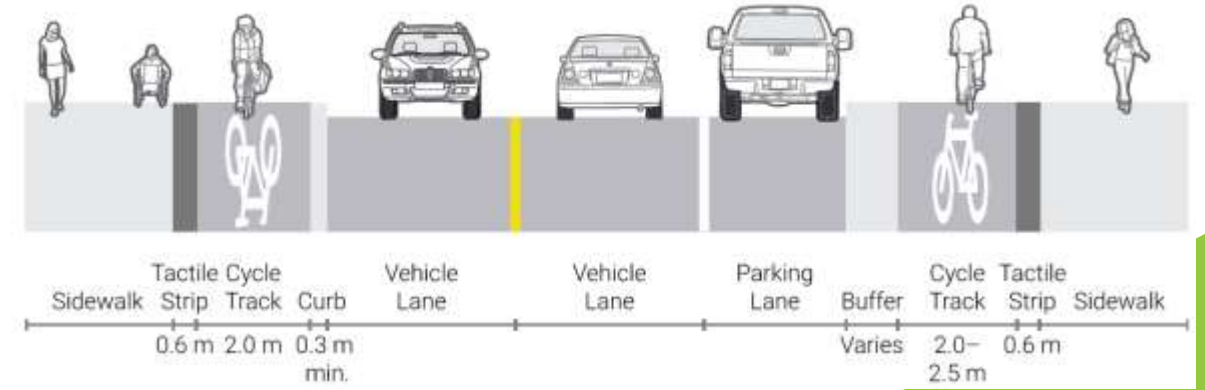 Tactile Cycle Vehicle Vehicle Parking Cycle Tactile
Sidewalk Strip Track Curb Lane Lane Lane Buffer Track Strip Sidewalk
0.6 m 2.0 m 0.3 m Varies 2.0– 0.6 m
min. 2.5 m